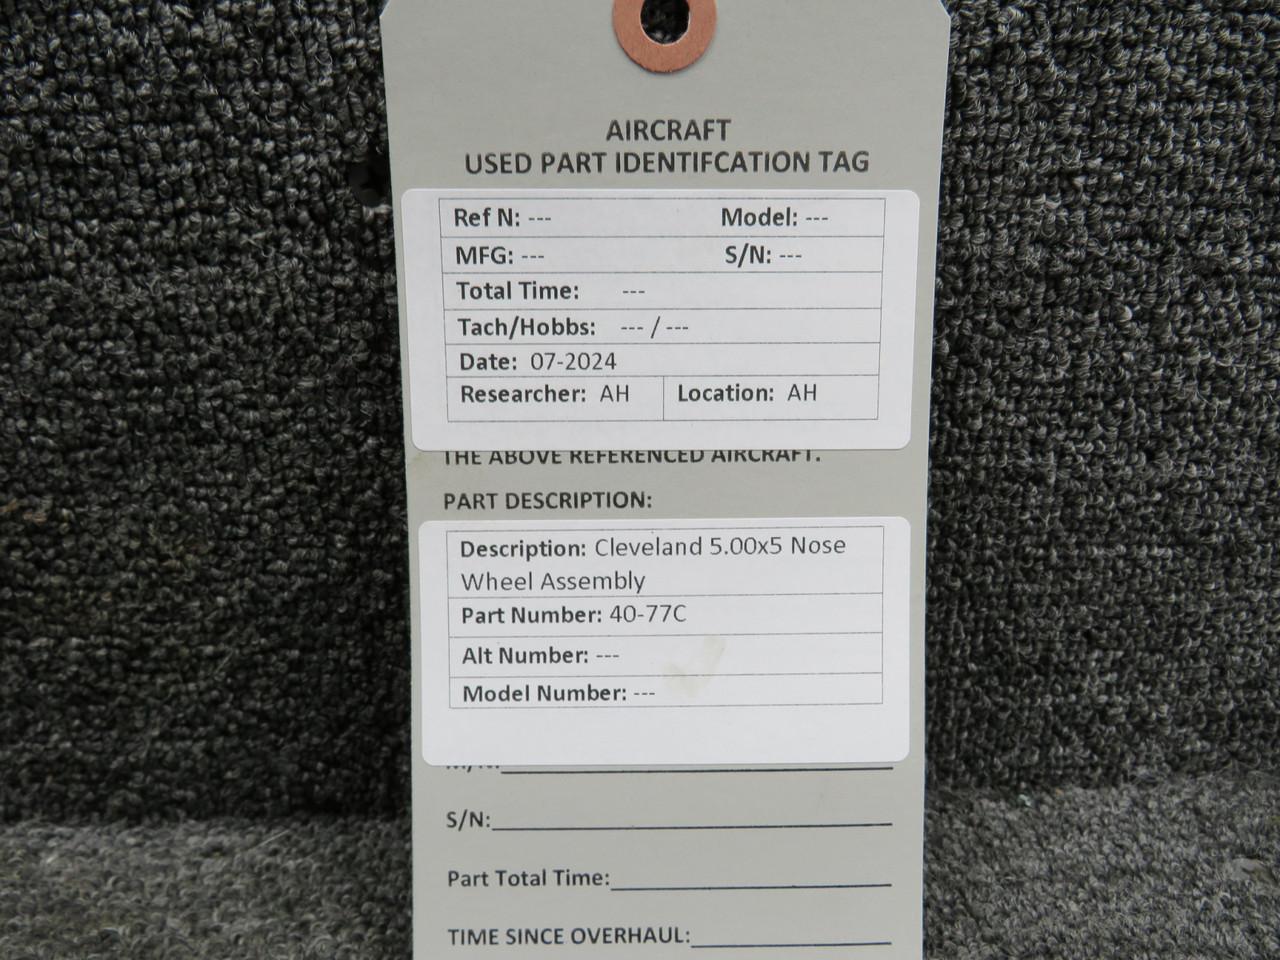 AIRCRAFT
USED PART IDENTIFCATION TAG
Ref N: --- Model: ---
MFG: --- S/N: ---
Total Time: ---
Tach/Hobbs: --- / ---
Date: 07-2024
Researcher: AH Location: AH
THE ABOVE REFERENCED AIRCRAFT.
PART DESCRIPTION:
Description: Cleveland 5.00x5 Nose
Wheel Assembly
Part Number: 40-77C
Alt Number: ---
Model Number: ---
S/N:
Part Total Time:
TIME SINCE OVERHAUL: